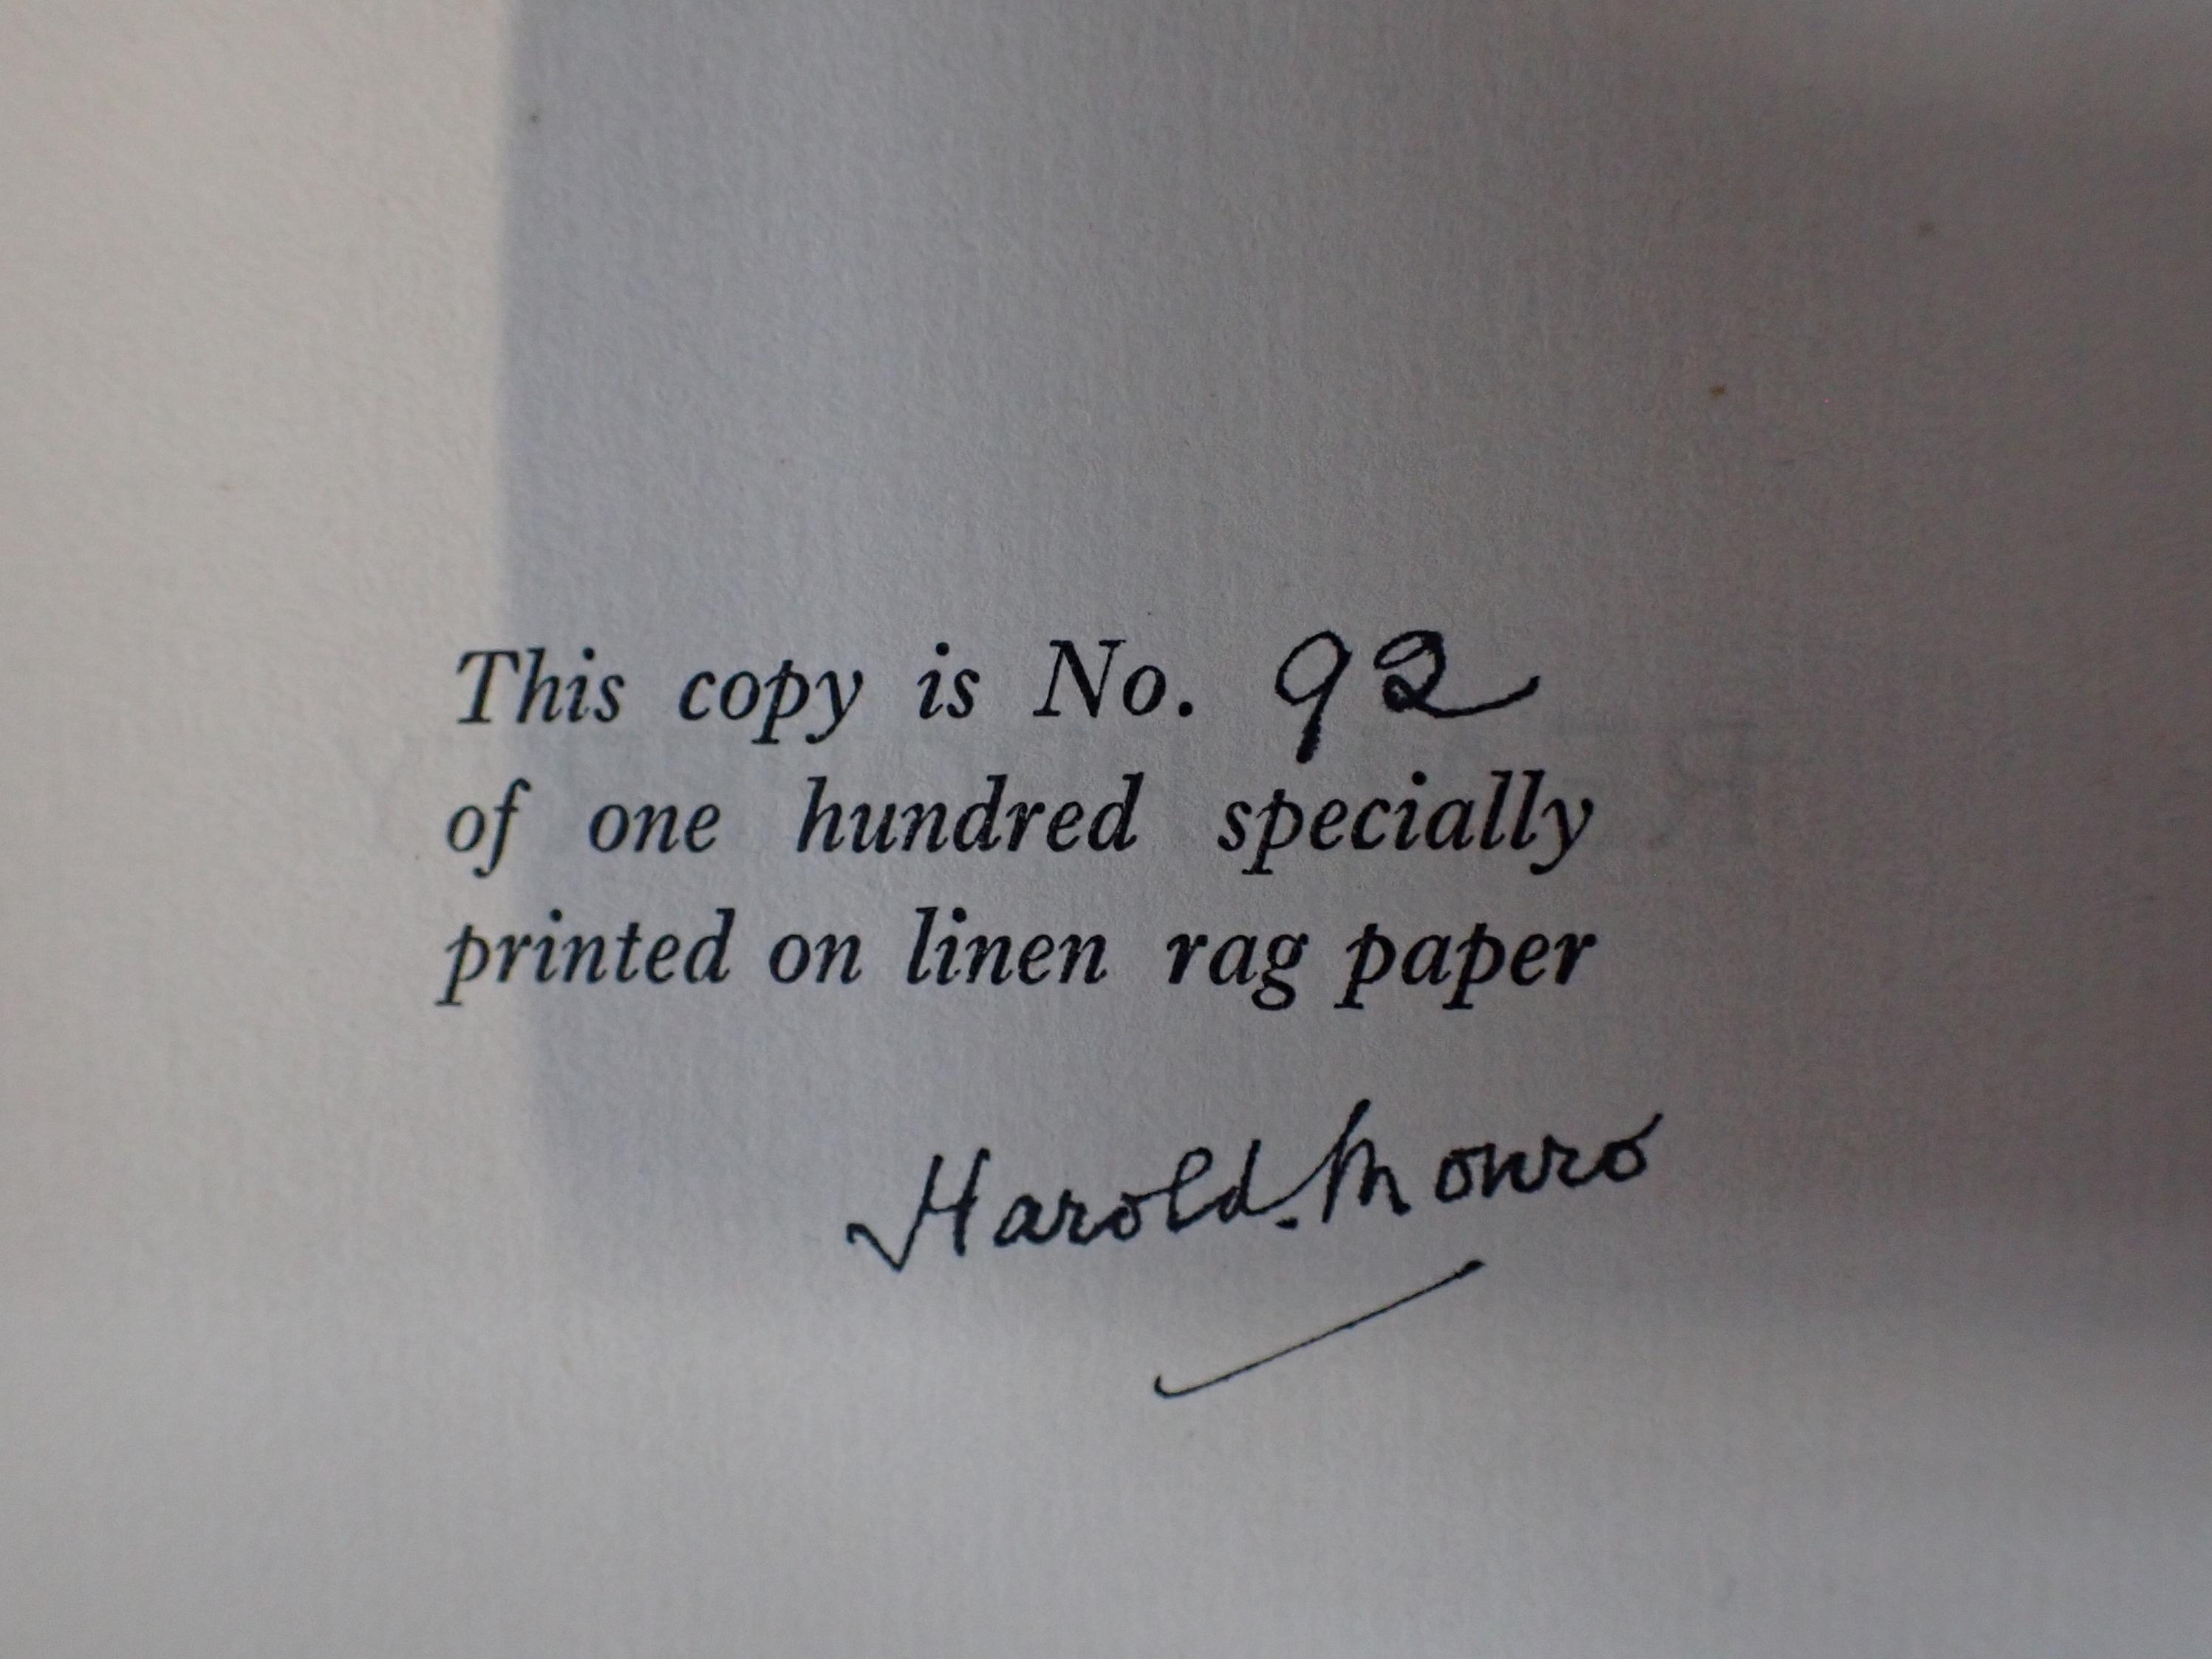 This copy is No. 92
of one hundred specially
printed on linen rag paper
Harold Monro